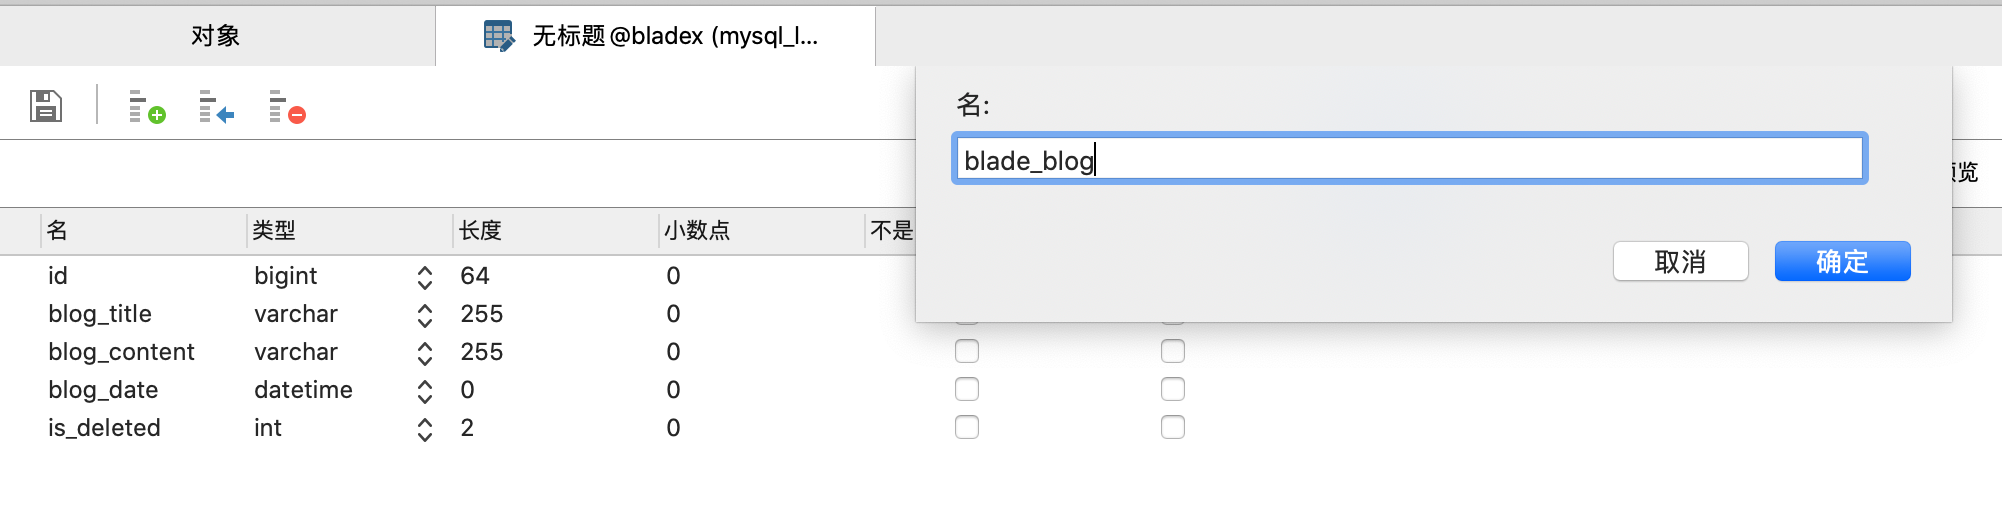 对象
无标题 @bladex (mysql_l...
名:
blade_blog
览
取消
确定
名 类型 长度 小数点 不是
id bigint 64 0
blog_title varchar 255 0
blog_content varchar 255 0
blog_date datetime 0 0
is_deleted int 2 0